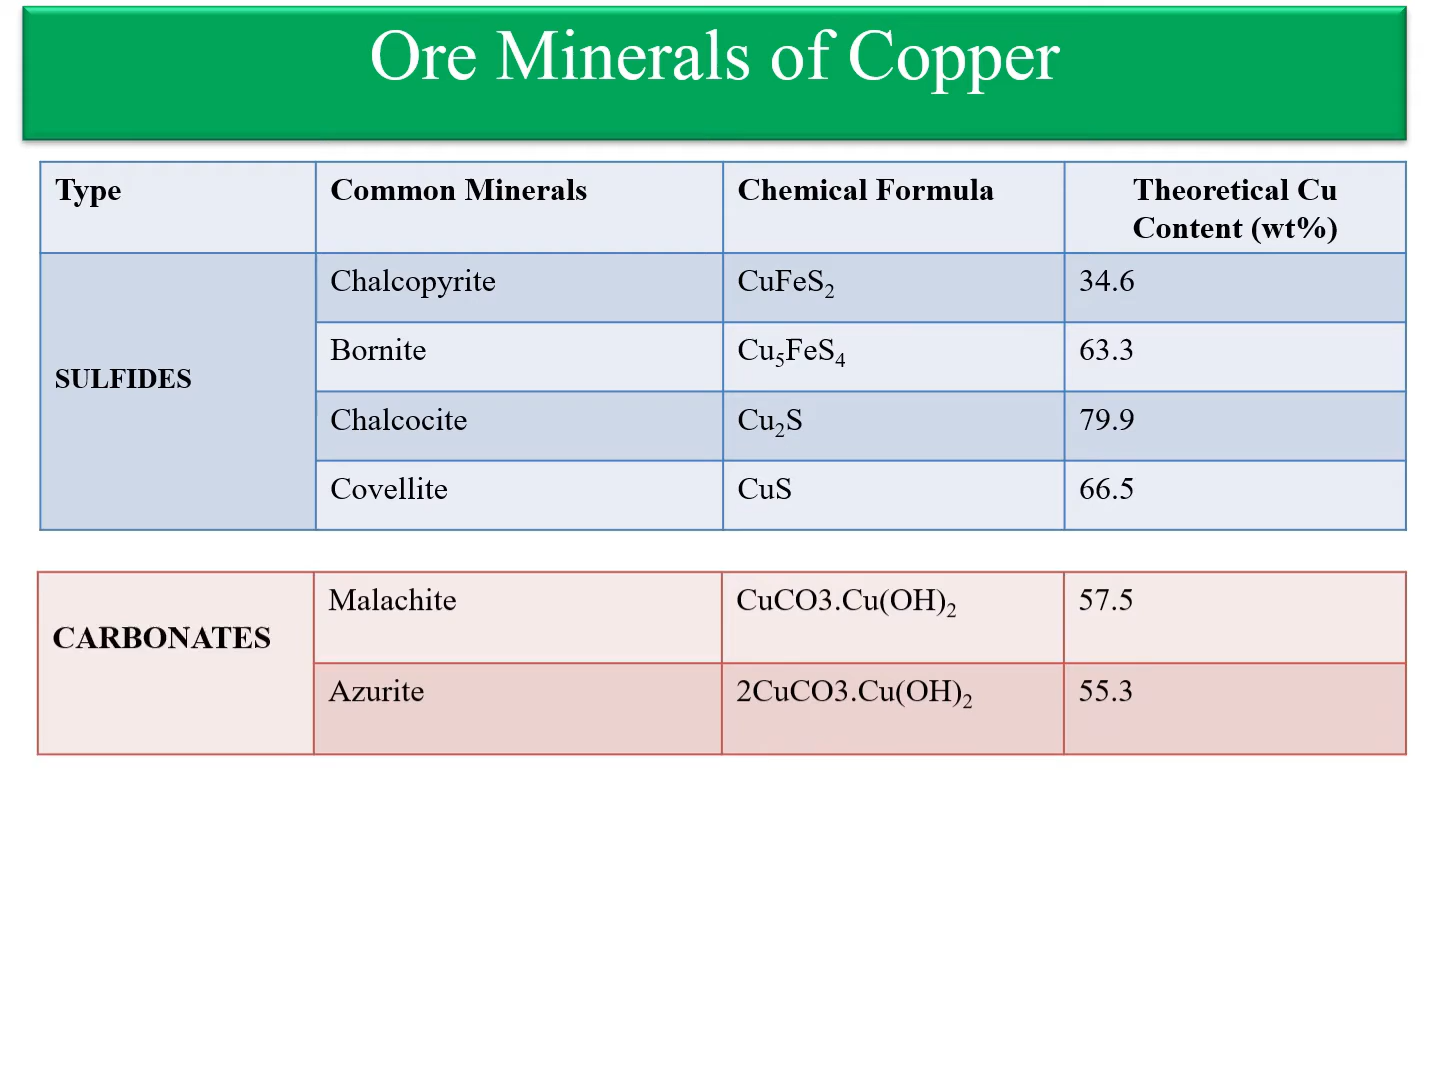 Ore Minerals of Copper
Type Common Minerals Chemical Formula Theoretical Cu
Content (wt%)
SULFIDES
Chalcopyrite CuFeS₂ 34.6
Bornite Cu₅FeS₄ 63.3
Chalcocite Cu₂S 79.9
Covellite CuS 66.5
CARBONATES
Malachite CuCO3.Cu(OH)₂ 57.5
Azurite 2CuCO3.Cu(OH)₂ 55.3